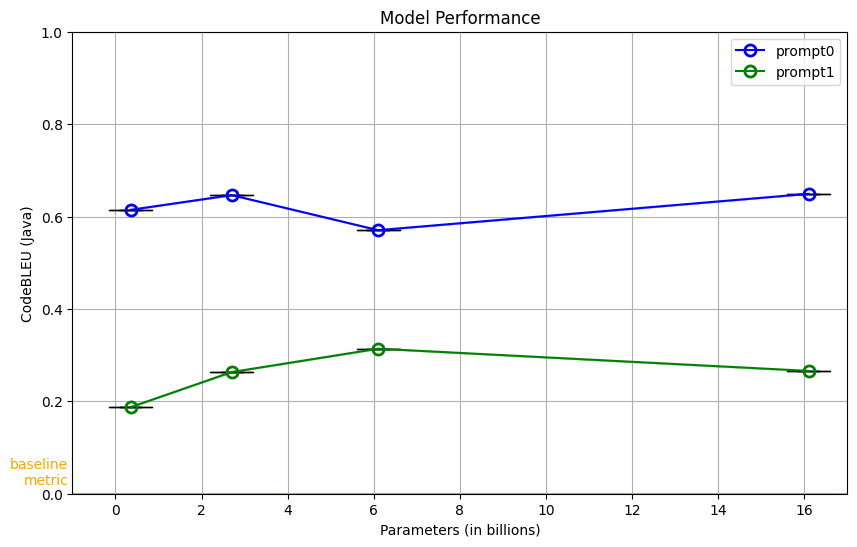 Model Performance
1.0
0.8
0.6
0.4
0.2
0.0
CodeBLEU (Java)
baseline
metric
prompt0
prompt1
0
2
4
6
8
10
12
14
16
Parameters (in billions)